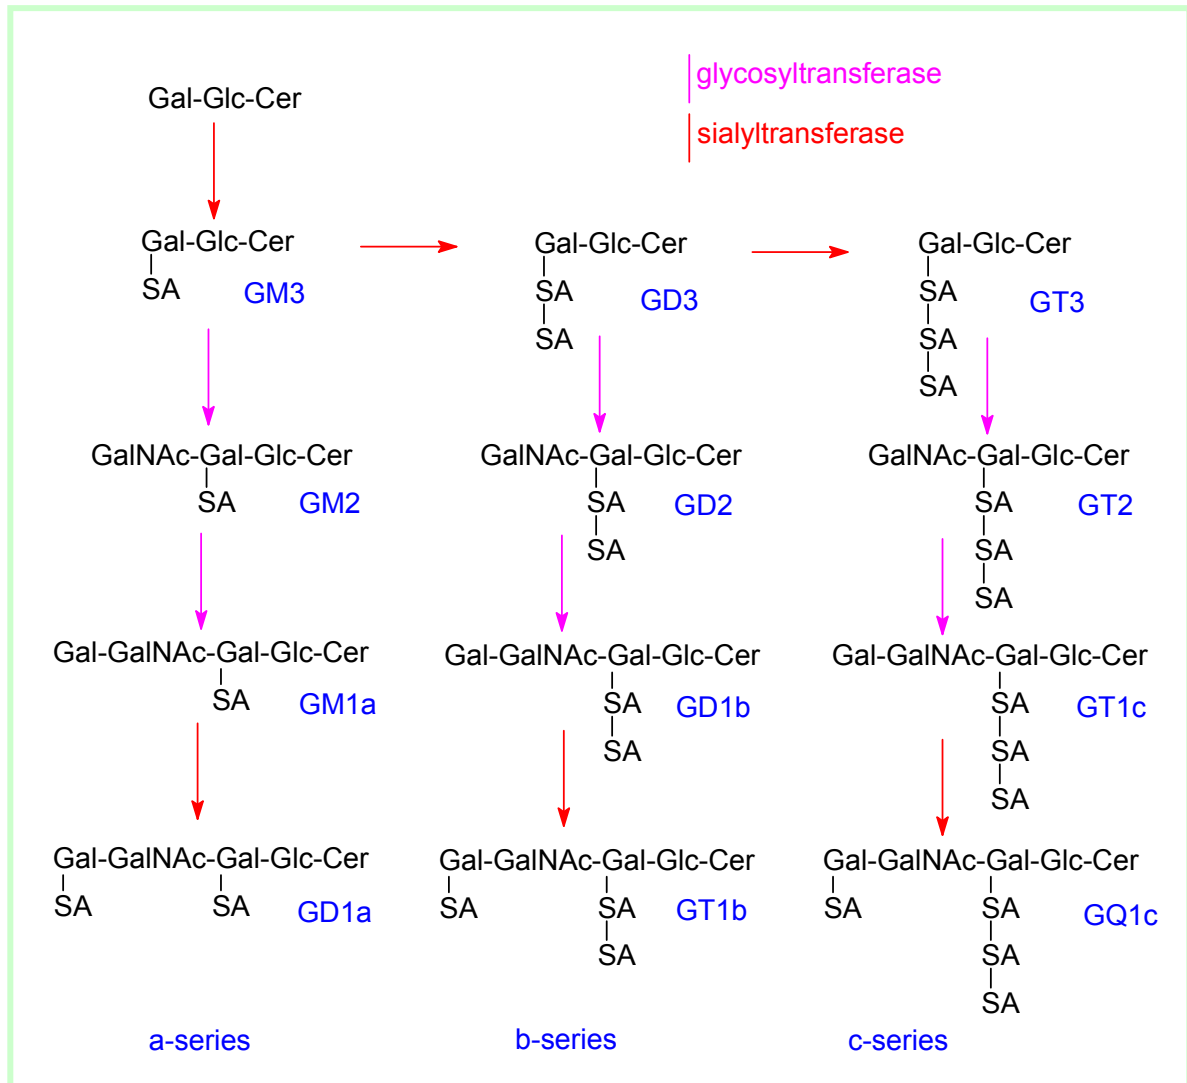 glycosyltransferase
Gal-Glc-Cer
sialyltransferase
Gal-Glc-Cer
SA
GM3
Gal-Glc-Cer
SA
SA
GD3
Gal-Glc-Cer
SA
SA
SA
GT3
GalNAc-Gal-Glc-Cer
SA
GM2
GalNAc-Gal-Glc-Cer
SA
SA
GD2
GalNAc-Gal-Glc-Cer
SA
SA
SA
GT2
Gal-GalNAc-Gal-Glc-Cer
SA
GM1a
Gal-GalNAc-Gal-Glc-Cer
SA
SA
GD1b
Gal-GalNAc-Gal-Glc-Cer
SA
SA
SA
GT1c
Gal-GalNAc-Gal-Glc-Cer
SA SA
GD1a
Gal-GalNAc-Gal-Glc-Cer
SA SA
SA
GT1b
Gal-GalNAc-Gal-Glc-Cer
SA SA
SA
SA
GQ1c
a-series
b-series
c-series